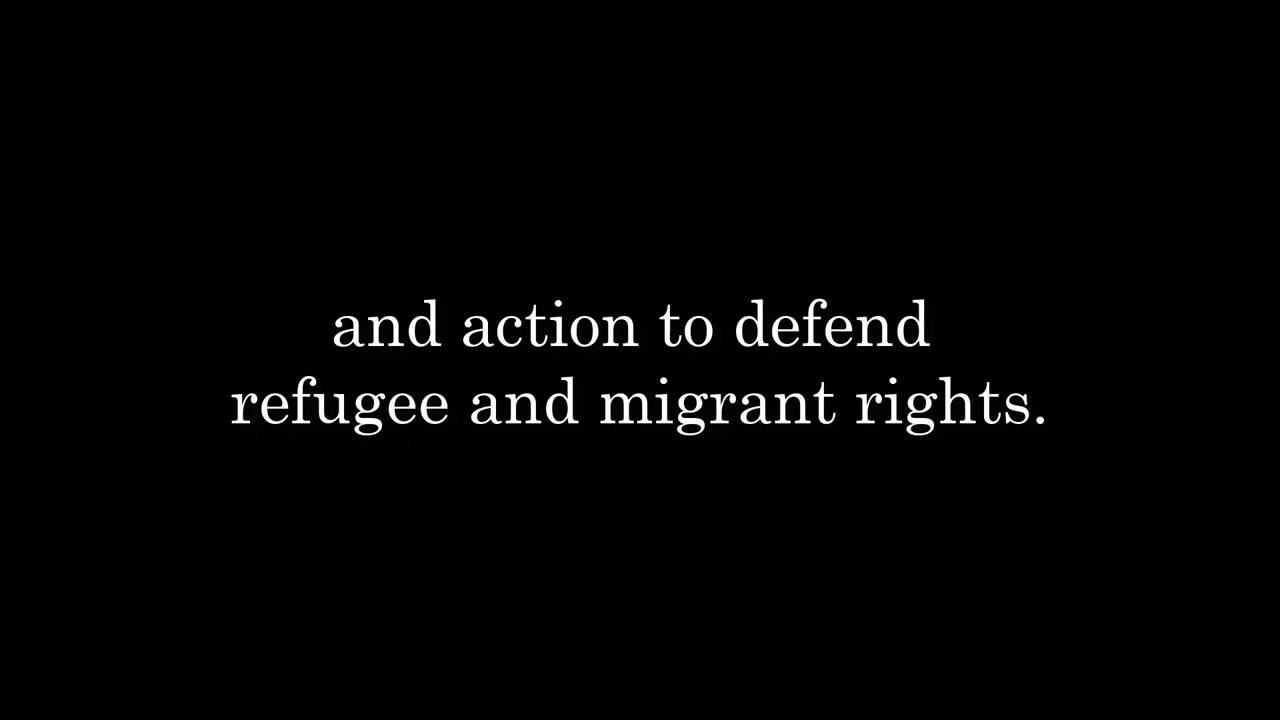 and action to defend
refugee and migrant rights.